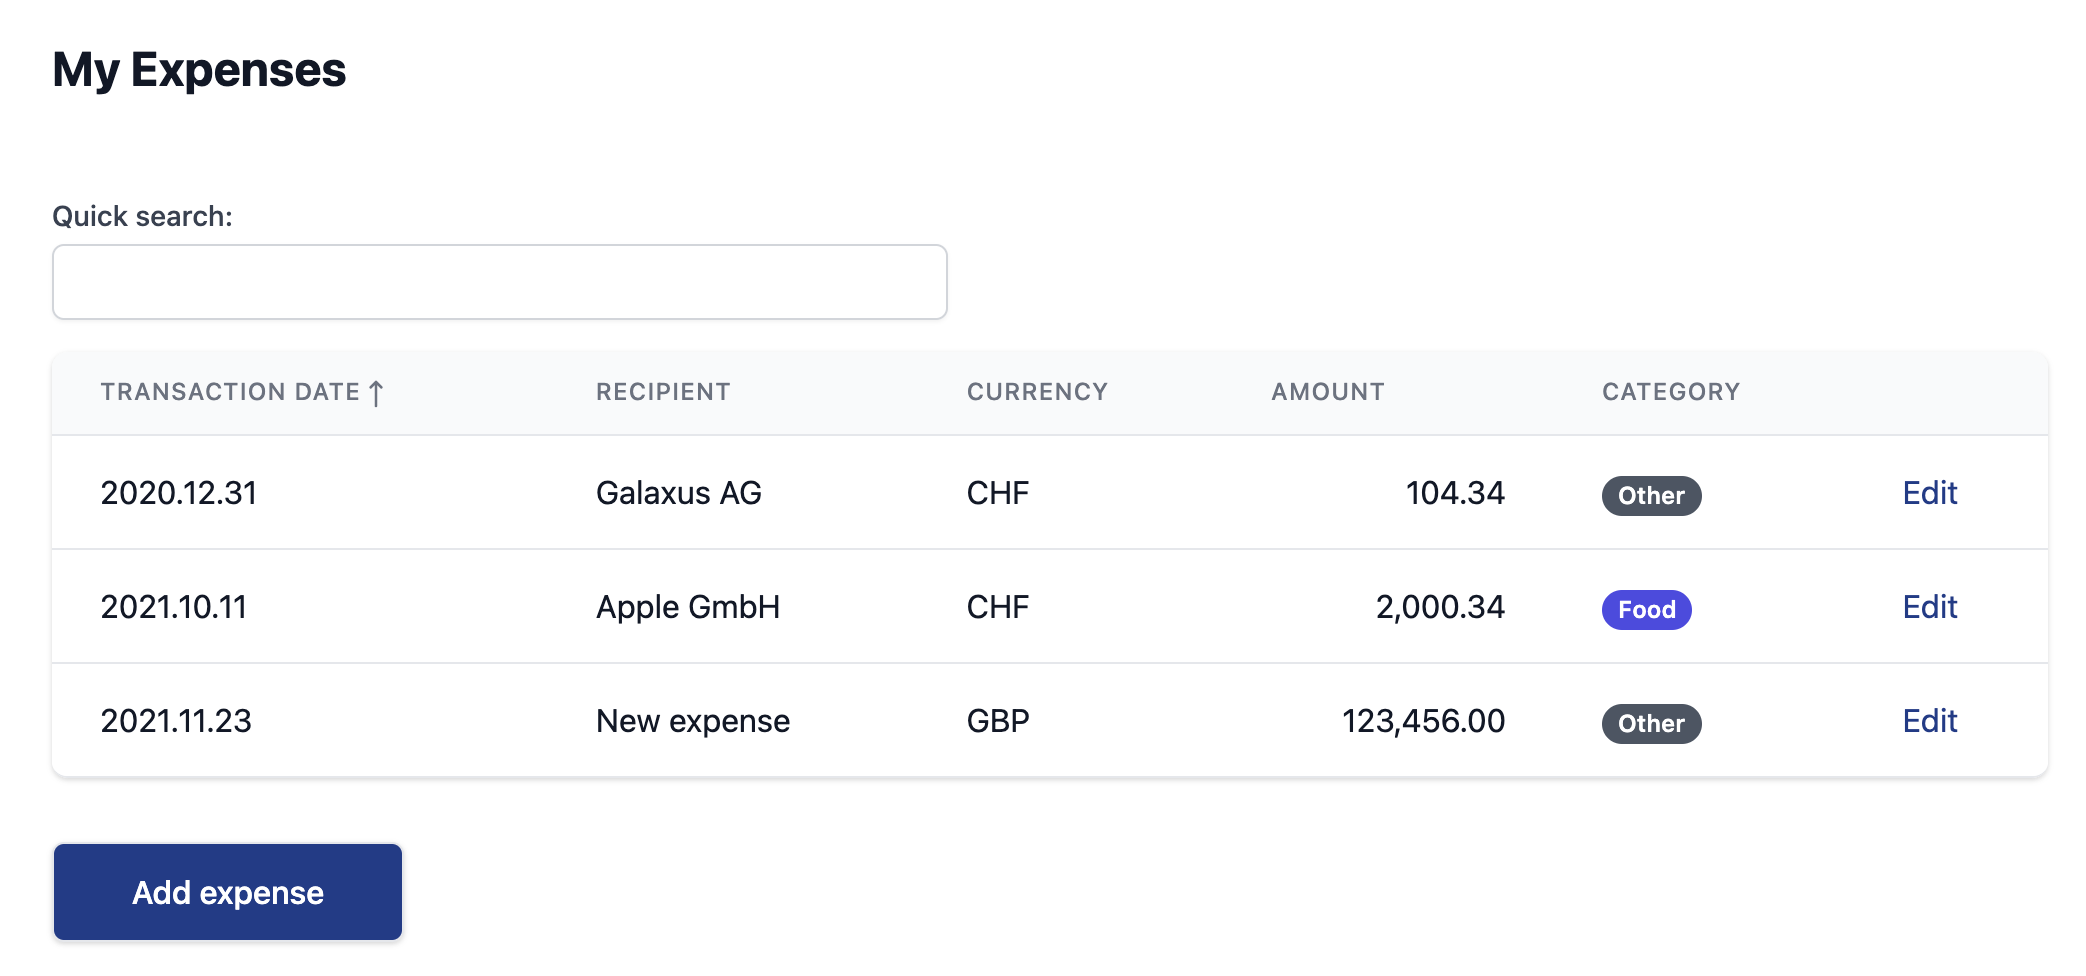 My Expenses
Quick search:
TRANSACTION DATE ↑ RECIPIENT CURRENCY AMOUNT CATEGORY
2020.12.31 Galaxus AG CHF 104.34 Other Edit
2021.10.11 Apple GmbH CHF 2,000.34 Food Edit
2021.11.23 New expense GBP 123,456.00 Other Edit
Add expense